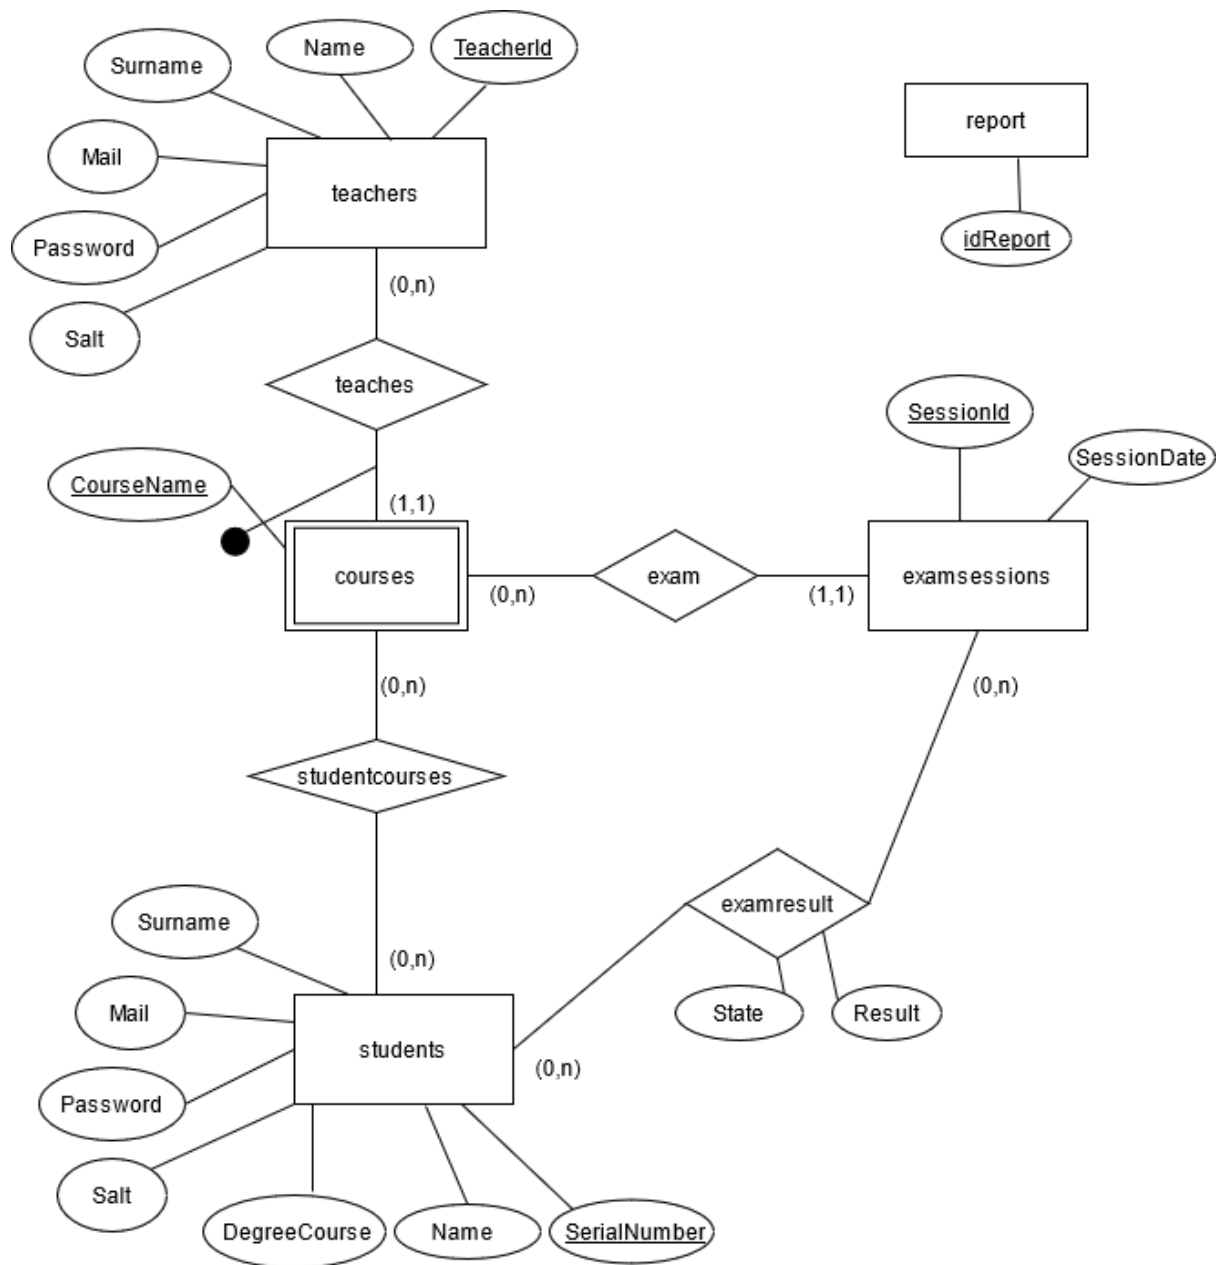 Name
TeacherId
Surname
report
Mail
teachers
Password
idReport
(0,n)
Salt
teaches
SessionId
SessionDate
CourseName
(1,1)
courses
exam
examsessions
(0,n)
(1,1)
(0,n)
(0,n)
studentcourses
examresult
Surname
(0,n)
Mail
State
Result
students
(0,n)
Password
Salt
DegreeCourse
Name
SerialNumber